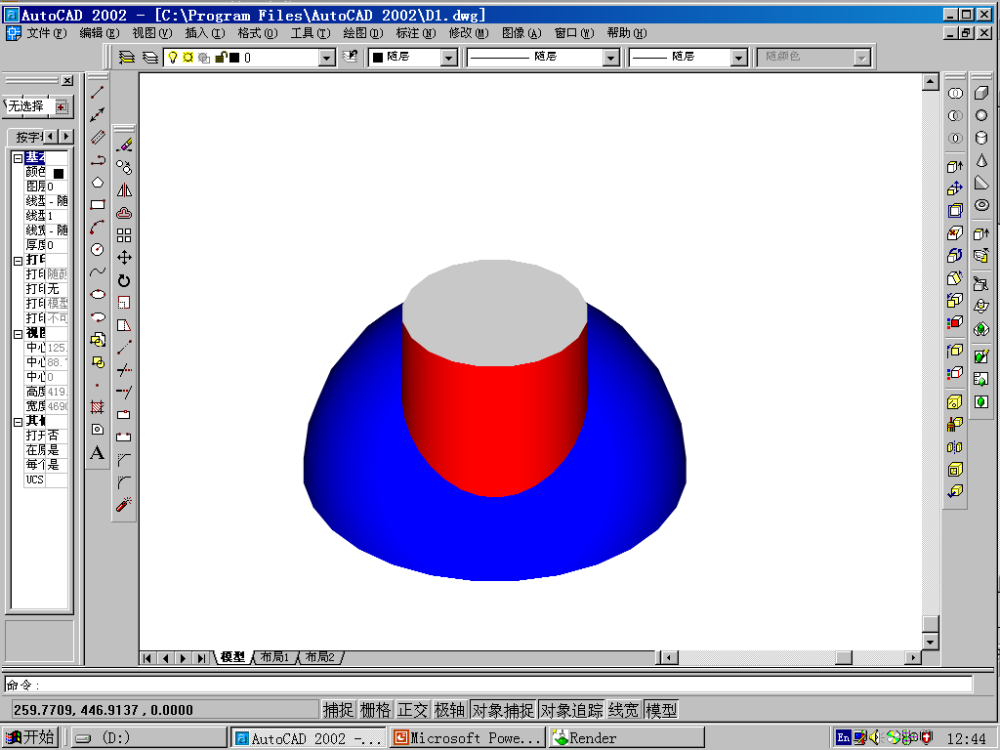 AutoCAD 2002 - [C:\Program Files\AutoCAD 2002\D1.dwg]
文件(F) 编辑(E) 视图(V) 插入(I) 格式(O) 工具(T) 绘图(D) 标注(N) 修改(M) 图像(A) 窗口(W) 帮助(H)
0 随层 随层 随层 随颜色
无选择
按字
基本
颜色
图层 0
线型 - 随
线型 1
线宽 - 随
厚度 0
打印
打印 随颜
打印 无
打印 模型
打印 不可
视图
中心 125.
中心 88.7
中心 0
高度 419.
宽度 4690
其他
打开 否
在原 是
每个 是
UCS
A
模型 布局1 布局2
命令:
259.7709, 446.9137 , 0.0000 捕捉 栅格 正交 极轴 对象捕捉 对象追踪 线宽 模型
开始 (D:) AutoCAD 2002 -... Microsoft Powe... Render En 12:44